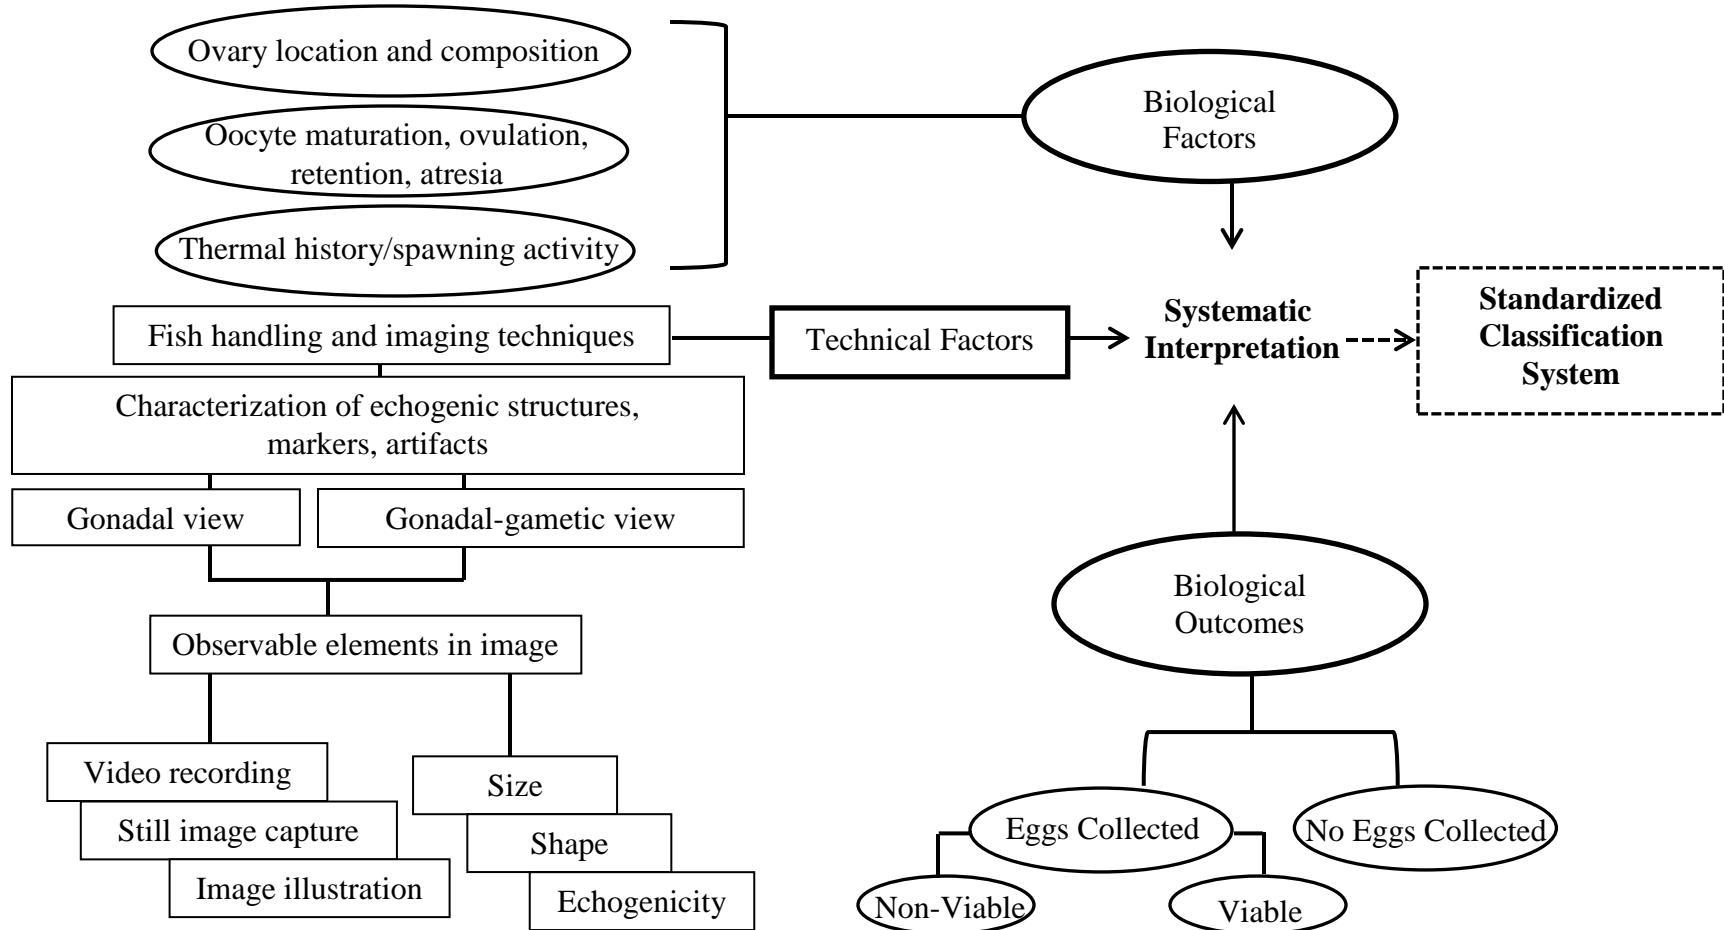 Ovary location and composition
Oocyte maturation, ovulation,
retention, atresia
Thermal history/spawning activity
Biological
Factors
Fish handling and imaging techniques
Technical Factors
Systematic
Interpretation
Standardized
Classification
System
Characterization of echogenic structures,
markers, artifacts
Gonadal view
Gonadal-gametic view
Observable elements in image
Video recording
Still image capture
Image illustration
Size
Shape
Echogenicity
Biological
Outcomes
Eggs Collected
No Eggs Collected
Non-Viable
Viable